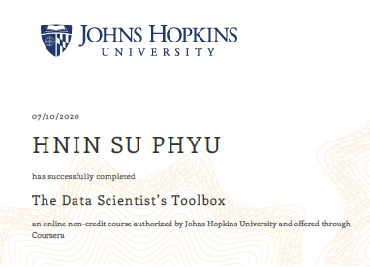 JOHNS HOPKINS
UNIVERSITY
07/10/2020
HNIN SU PHYU
has successfully completed
The Data Scientist's Toolbox
an online non-credit course authorized by Johns Hopkins University and offered through
Coursera